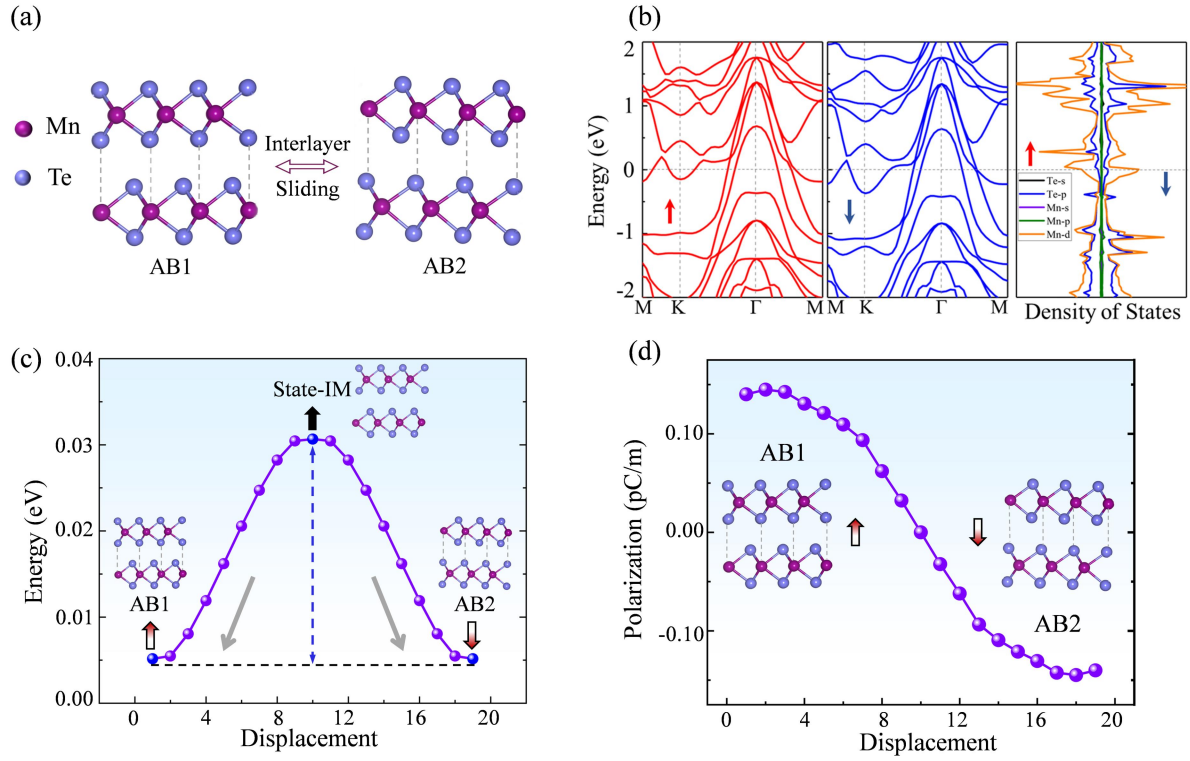 (a)
Mn
Te
Interlayer
Sliding
AB1
AB2
(b)
Energy (eV)
2
1
0
-1
-2
M K Γ M
M K Γ M
Te-s
Te-p
Mn-s
Mn-p
Mn-d
Density of States
(c)
Energy (eV)
0.04
0.03
0.02
0.01
0.00
State-IM
AB1
AB2
0 4 8 12 16 20
Displacement
(d)
Polarization (pC/m)
0.10
0.00
-0.10
AB1
AB2
0 4 8 12 16 20
Displacement